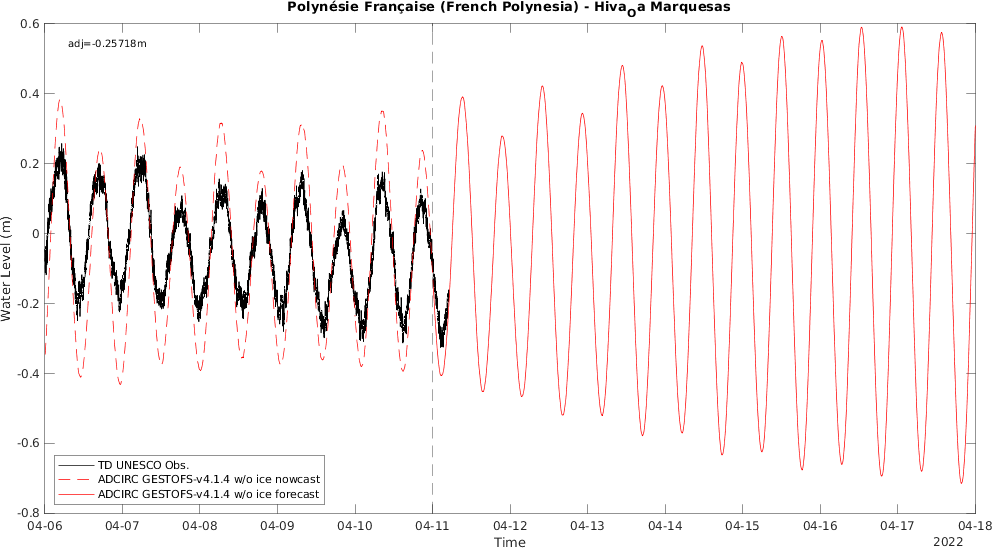 Polynésie Française (French Polynesia) - Hiva_Oa Marquesas
adj=-0.25718m
0.6
0.4
0.2
0
-0.2
-0.4
-0.6
-0.8
Water Level (m)
TD UNESCO Obs.
ADCIRC GESTOFS-v4.1.4 w/o ice nowcast
ADCIRC GESTOFS-v4.1.4 w/o ice forecast
04-06 04-07 04-08 04-09 04-10 04-11 04-12 04-13 04-14 04-15 04-16 04-17 04-18
Time
2022